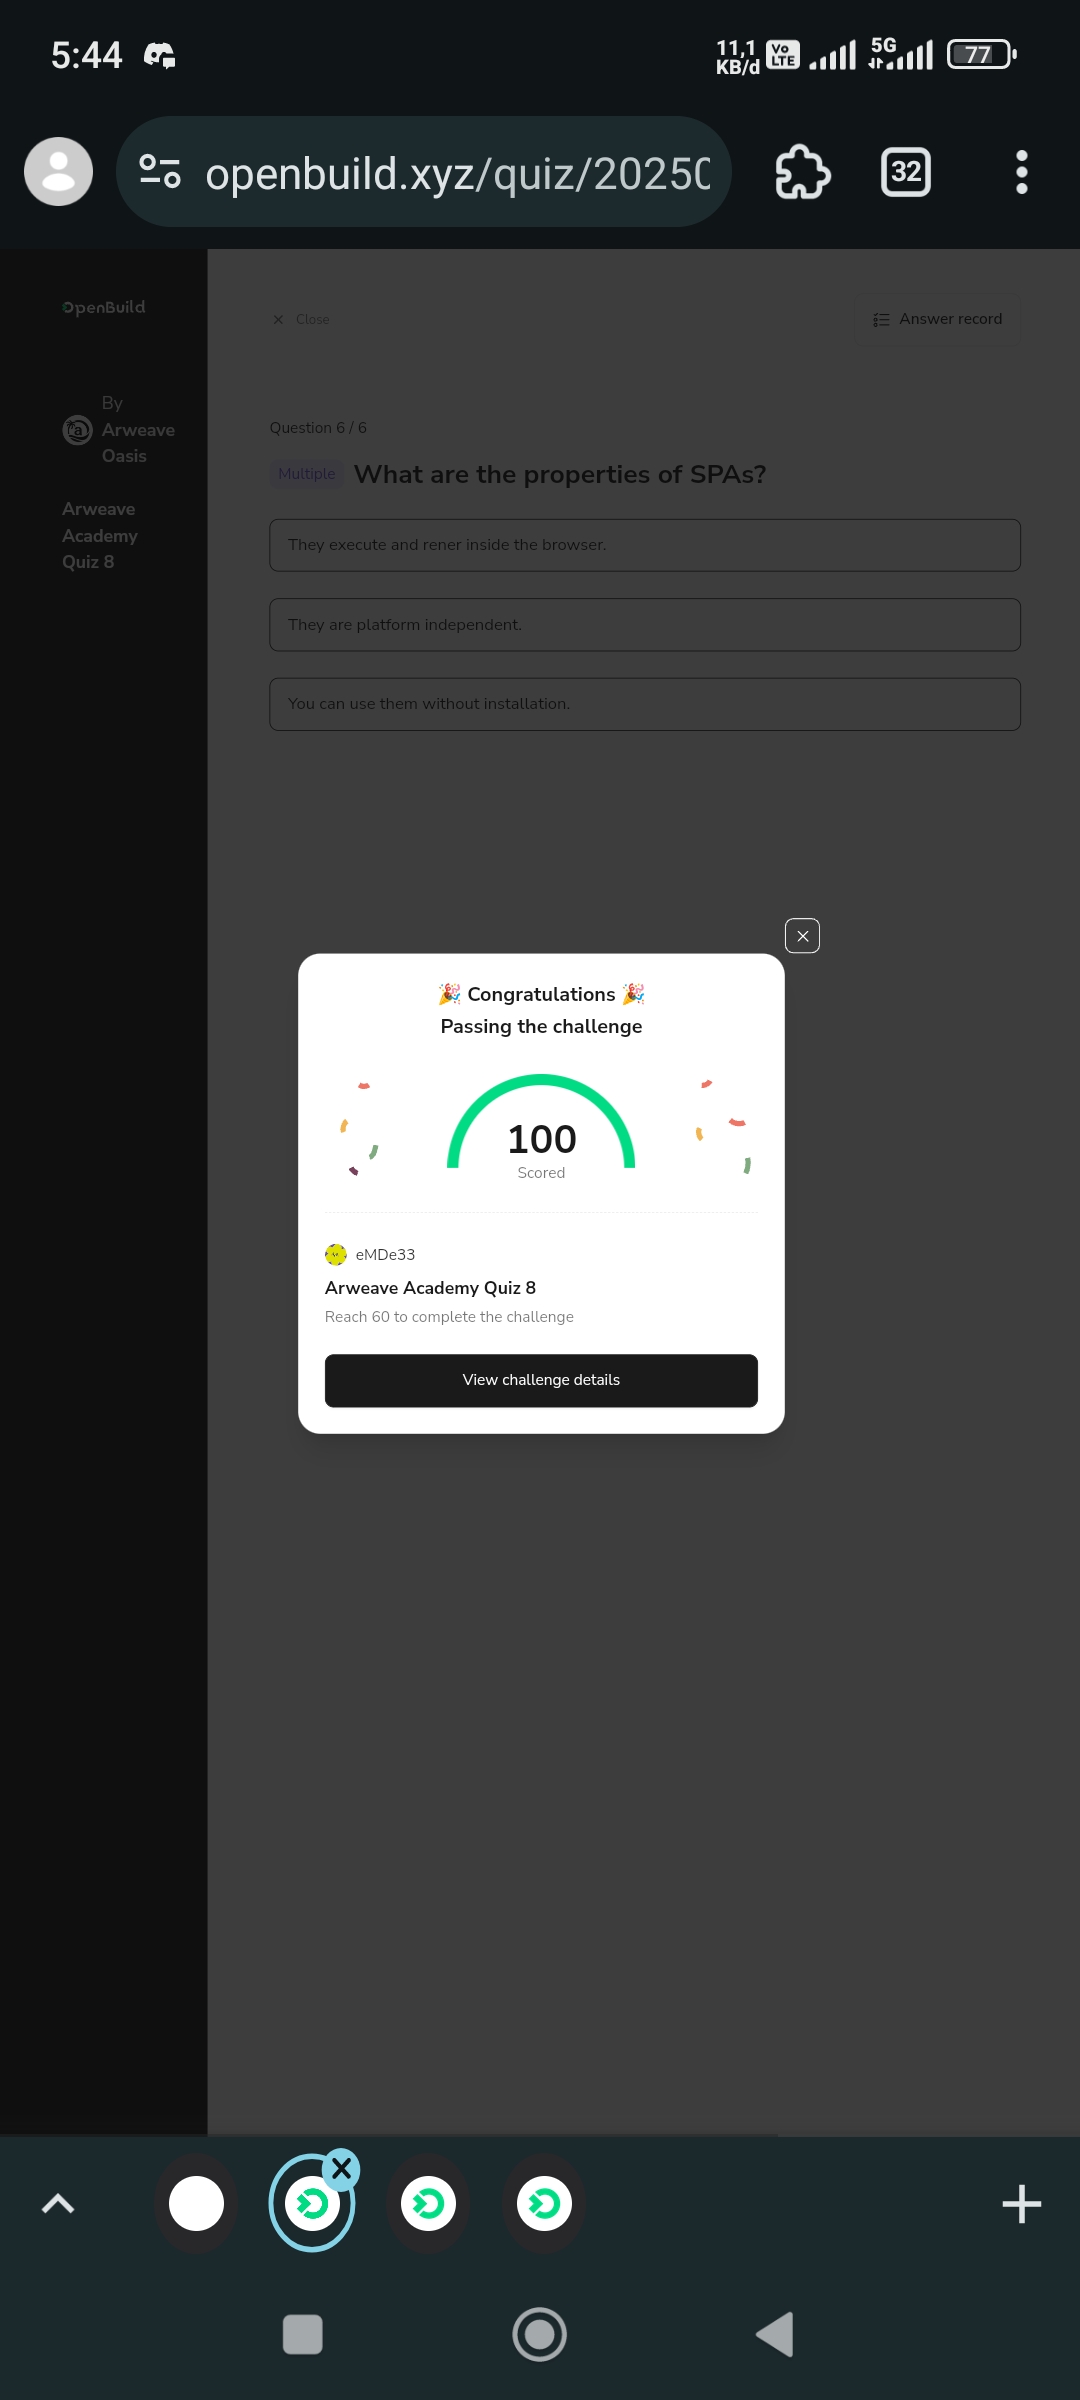 5:44
11,1
KB/d
Vo
LTE
5G
77
openbuild.xyz/quiz/20250
32
OpenBuild
Close
Answer record
By
Arweave
Oasis
Arweave
Academy
Quiz 8
Question 6 / 6
Multiple
What are the properties of SPAs?
They execute and rener inside the browser.
They are platform independent.
You can use them without installation.
🎉 Congratulations 🎉
Passing the challenge
100
Scored
eMDe33
Arweave Academy Quiz 8
Reach 60 to complete the challenge
View challenge details